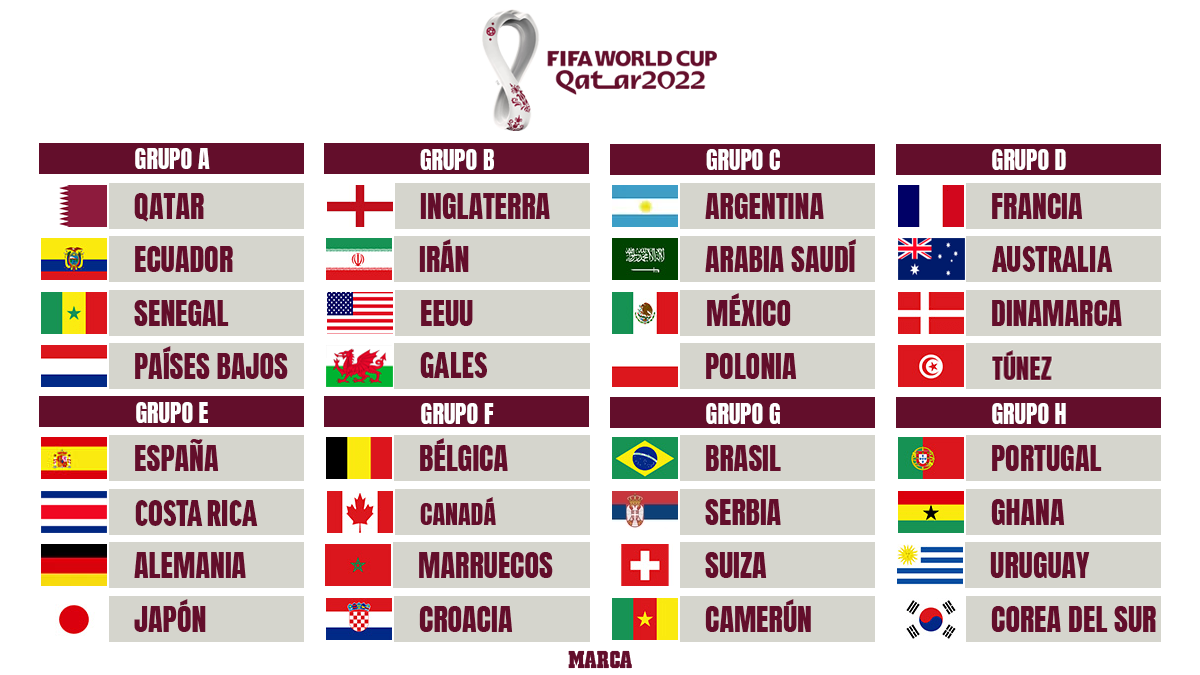 FIFA WORLD CUP
Qatar2022
GRUPO A
QATAR
ECUADOR
SENEGAL
PAÍSES BAJOS
GRUPO B
INGLATERRA
IRÁN
EEUU
GALES
GRUPO C
ARGENTINA
ARABIA SAUDÍ
MÉXICO
POLONIA
GRUPO D
FRANCIA
AUSTRALIA
DINAMARCA
TÚNEZ
GRUPO E
ESPAÑA
COSTA RICA
ALEMANIA
JAPÓN
GRUPO F
BÉLGICA
CANADÁ
MARRUECOS
CROACIA
GRUPO G
BRASIL
SERBIA
SUIZA
CAMERÚN
GRUPO H
PORTUGAL
GHANA
URUGUAY
COREA DEL SUR
MARCA